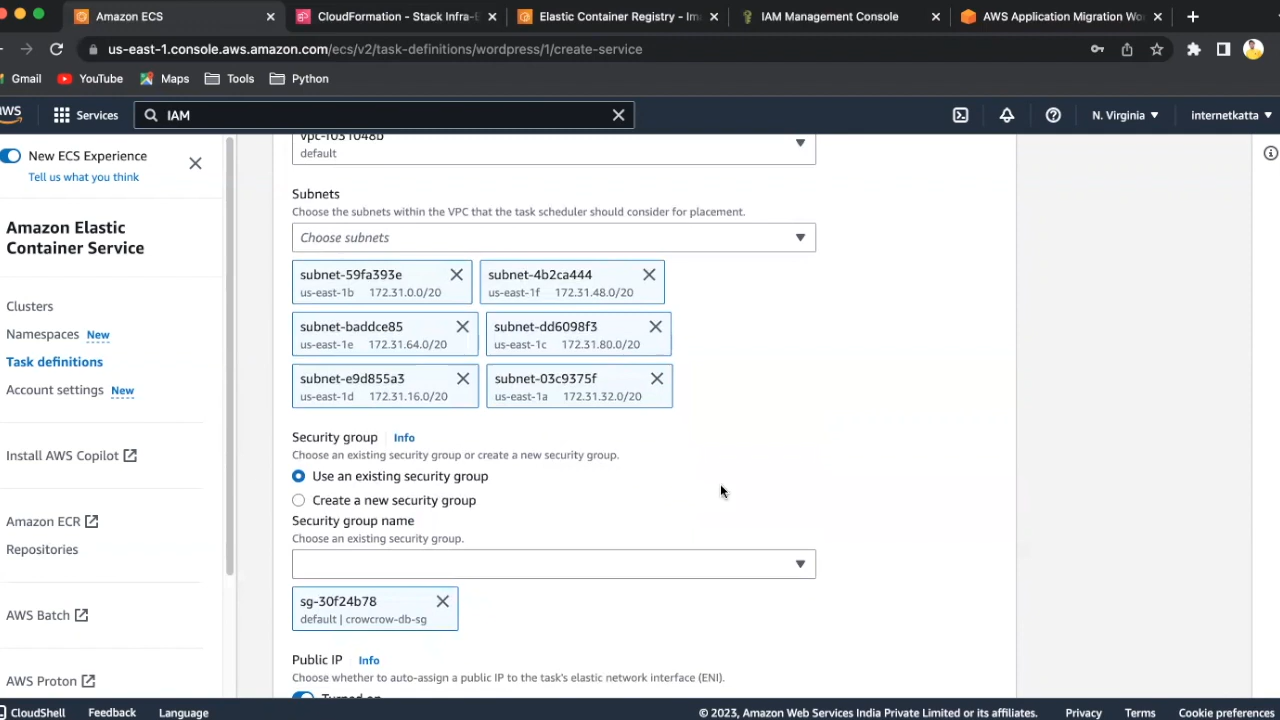 Amazon ECS
CloudFormation - Stack Infra-E
Elastic Container Registry - Im
IAM Management Console
AWS Application Migration Wo
us-east-1.console.aws.amazon.com/ecs/v2/task-definitions/wordpress/1/create-service
Gmail
YouTube
Maps
Tools
Python
aws
Services
IAM
N. Virginia
internetkatta
New ECS Experience
Tell us what you think
Amazon Elastic
Container Service
Clusters
Namespaces New
Task definitions
Account settings New
Install AWS Copilot
Amazon ECR
Repositories
AWS Batch
AWS Proton
vpc-f031048b
default
Subnets
Choose the subnets within the VPC that the task scheduler should consider for placement.
Choose subnets
subnet-59fa393e
us-east-1b 172.31.0.0/20
subnet-4b2ca444
us-east-1f 172.31.48.0/20
subnet-baddce85
us-east-1e 172.31.64.0/20
subnet-dd6098f3
us-east-1c 172.31.80.0/20
subnet-e9d855a3
us-east-1d 172.31.16.0/20
subnet-03c9375f
us-east-1a 172.31.32.0/20
Security group Info
Choose an existing security group or create a new security group.
Use an existing security group
Create a new security group
Security group name
Choose an existing security group.
sg-30f24b78
default | crowcrow-db-sg
Public IP Info
Choose whether to auto-assign a public IP to the task's elastic network interface (ENI).
Turned on
CloudShell
Feedback
Language
© 2023, Amazon Web Services India Private Limited or its affiliates.
Privacy
Terms
Cookie preferences